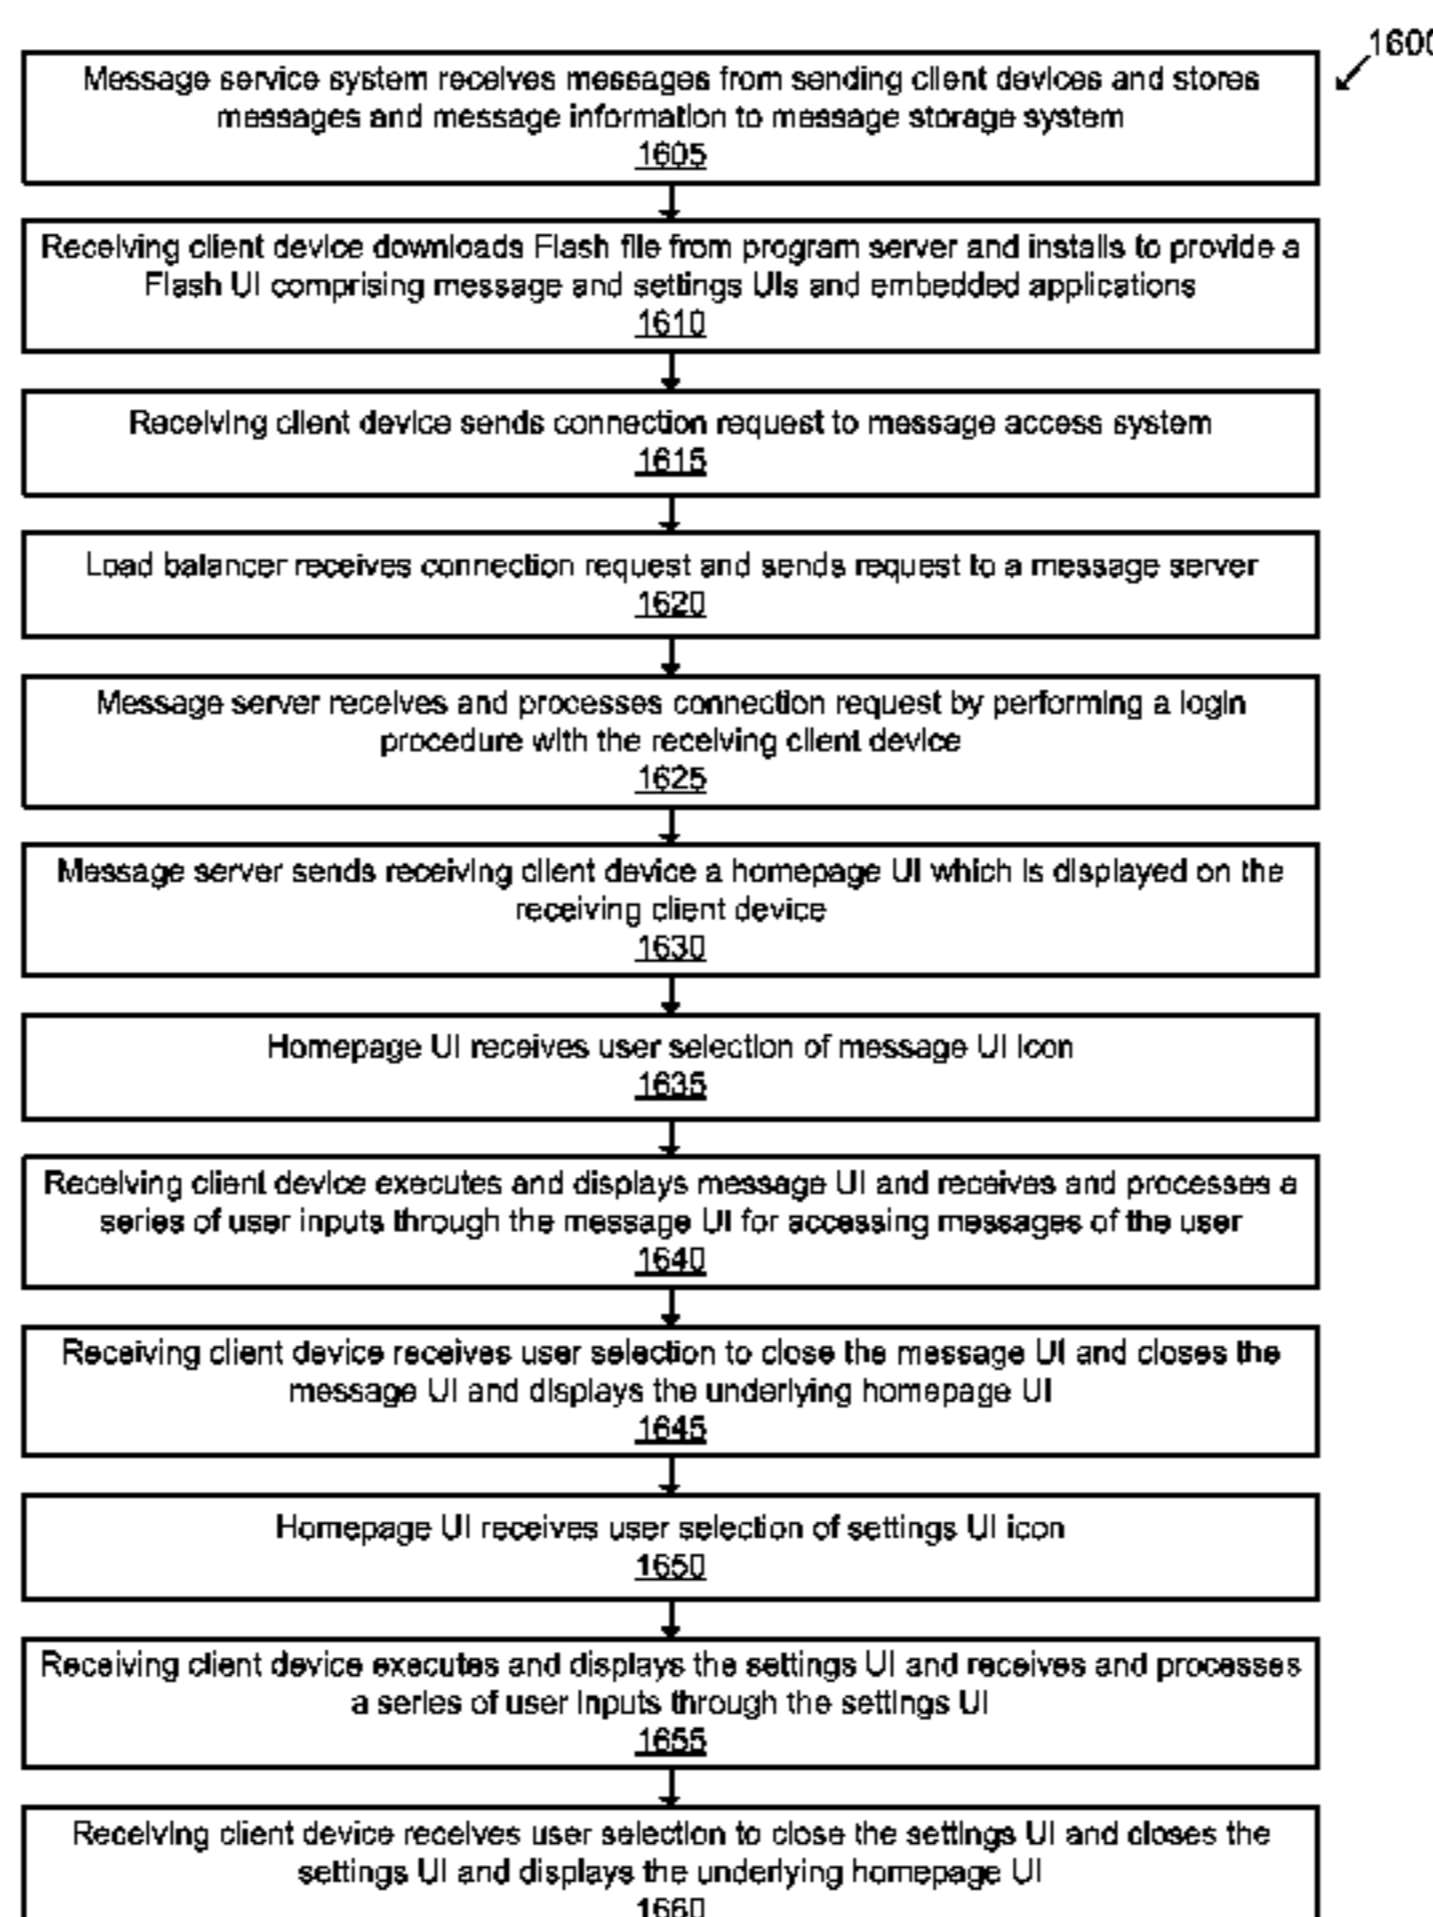 1600
Message service system receives messages from sending client devices and stores
messages and message information to message storage system
1605
Receiving client device downloads Flash file from program server and installs to provide a
Flash UI comprising message and settings UIs and embedded applications
1610
Receiving client device sends connection request to message access system
1615
Load balancer receives connection request and sends request to a message server
1620
Message server receives and processes connection request by performing a login
procedure with the receiving client device
1625
Message server sends receiving client device a homepage UI which is displayed on the
receiving client device
1630
Homepage UI receives user selection of message UI icon
1635
Receiving client device executes and displays message UI and receives and processes a
series of user inputs through the message UI for accessing messages of the user
1640
Receiving client device receives user selection to close the message UI and closes the
message UI and displays the underlying homepage UI
1645
Homepage UI receives user selection of settings UI icon
1650
Receiving client device executes and displays the settings UI and receives and processes
a series of user inputs through the settings UI
1655
Receiving client device receives user selection to close the settings UI and closes the
settings UI and displays the underlying homepage UI
1660